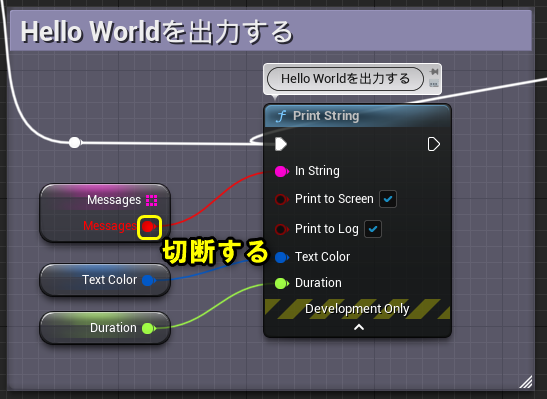 Hello Worldを出力する
Hello Worldを出力する
f Print String
Messages
Messages
In String
Print to Screen
Print to Log
切断する
Text Color
Text Color
Duration
Duration
Development Only